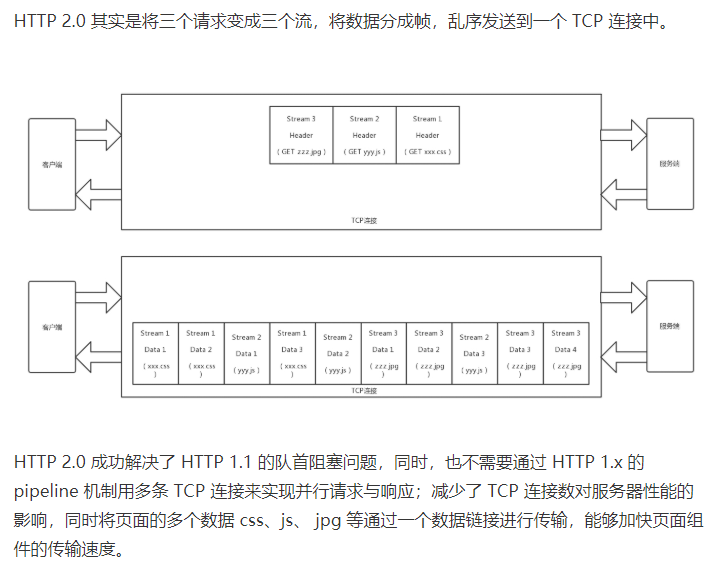 HTTP 2.0 其实是将三个请求变成三个流，将数据分成帧，乱序发送到一个 TCP 连接中。
客户端
Stream 3
Header
( GET zzz.jpg )
Stream 2
Header
( GET yyy.js )
Stream 1
Header
( GET xxx.css )
服务端
TCP连接
客户端
Stream 1
Data 1
( xxx.css
)
Stream 1
Data 2
( xxx.css
)
Stream 2
Data 1
( yyy.js )
Stream 1
Data 3
( xxx.css
)
Stream 2
Data 2
( yyy.js )
Stream 3
Data 1
( zzz.jpg
)
Stream 3
Data 2
( zzz.jpg
)
Stream 2
Data 3
( yyy.js )
Stream 3
Data 3
( zzz.jpg
)
Stream 3
Data 4
( zzz.jpg
)
服务端
TCP连接
HTTP 2.0 成功解决了 HTTP 1.1 的队首阻塞问题，同时，也不需要通过 HTTP 1.x 的
pipeline 机制用多条 TCP 连接来实现并行请求与响应；减少了 TCP 连接数对服务器性能的
影响，同时将页面的多个数据 css、js、 jpg 等通过一个数据链接进行传输，能够加快页面组
件的传输速度。